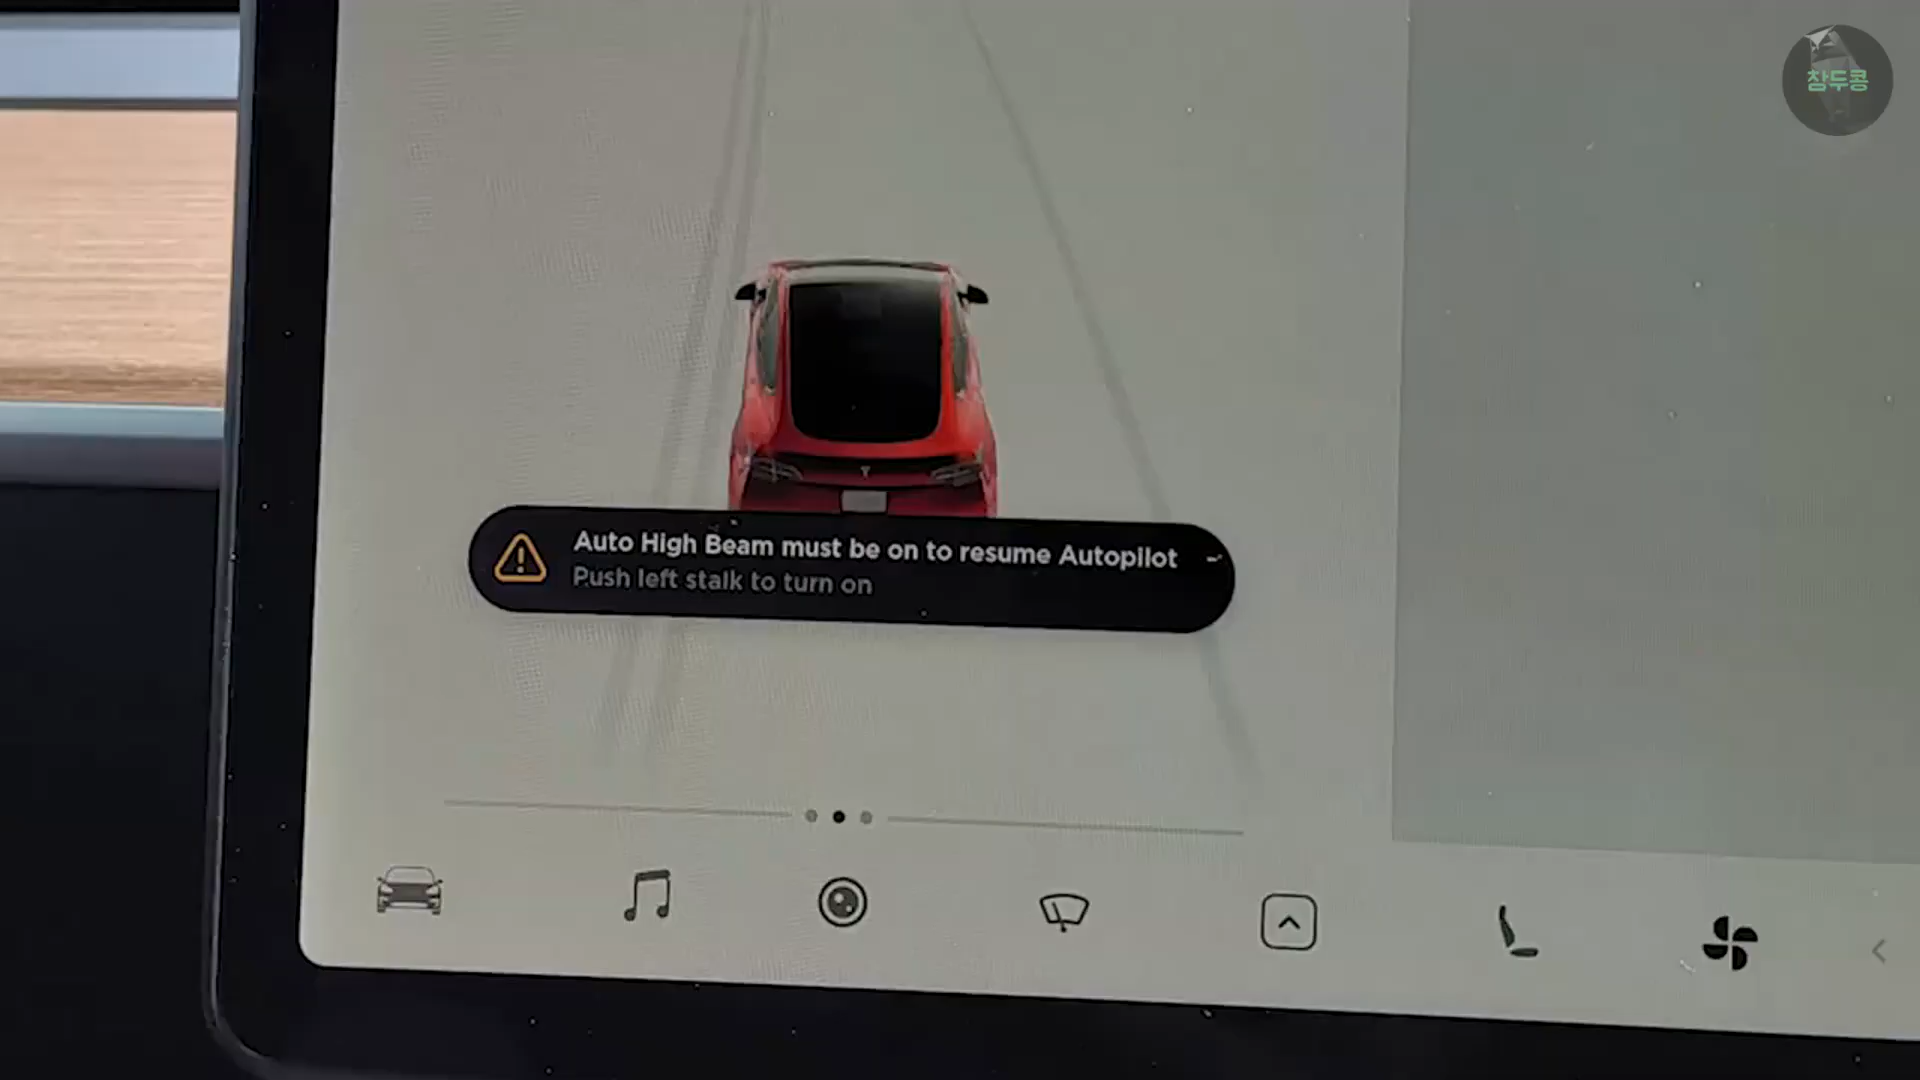 참두콩
Auto High Beam must be on to resume Autopilot
Push left stalk to turn on